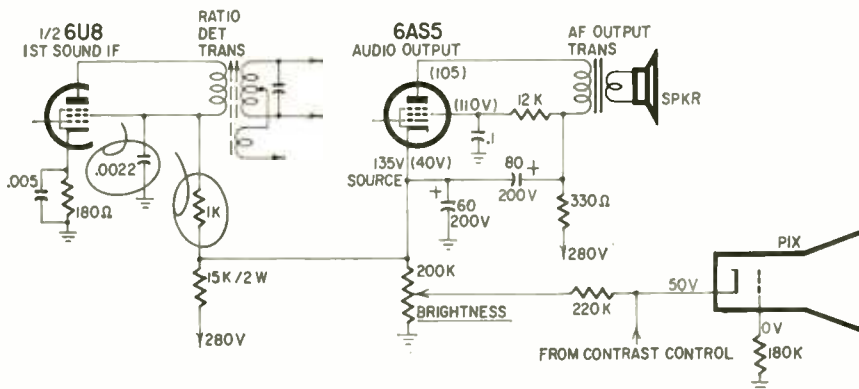 1/2 6U8
1ST SOUND IF
RATIO
DET
TRANS
6AS5
AUDIO OUTPUT
AF OUTPUT
TRANS
(105)
(110V)
12 K
SPKR
.1
.005
180Ω
.0022
1K
135V (40V)
SOURCE
80
200V
60
200V
330Ω
280V
15K/2 W
280V
200K
BRIGHTNESS
220K
50V
PIX
0V
180K
FROM CONTRAST CONTROL